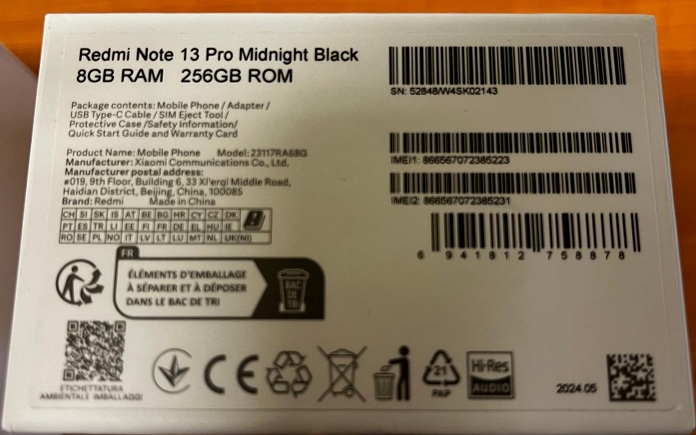 Redmi Note 13 Pro Midnight Black
8GB RAM 256GB ROM
SN: 52848/W4SK02143
Package contents: Mobile Phone / Adapter /
USB Type-C Cable / SIM Eject Tool /
Protective Case /Safety Information/
Quick Start Guide and Warranty Card
Product Name: Mobile Phone Model: 23117RA68G
Manufacturer: Xiaomi Communications Co., Ltd.
Manufacturer postal address:
#019, 9th Floor, Building 6, 33 Xi'erqi Middle Road,
Haidian District, Beijing, China, 100085
Brand: Redmi Made in China
IMEI1: 866567072385223
IMEI2: 866567072385231
6 941812 758878
CH SI SK IS AT BE BG HR CY CZ DK
PT ES TR LI EE FI FR DE EL HU IE
RO SE PL NO IT LV LT LU MT NL UK(NI)
FR
ÉLÉMENTS D'EMBALLAGE
À SÉPARER ET À DÉPOSER
DANS LE BAC DE TRI
BAC
DE
TRI
ETICHETTATURA
AMBIENTALE IMBALLAGGI
CE
21
PAP
Hi-Res
AUDIO
2024.05